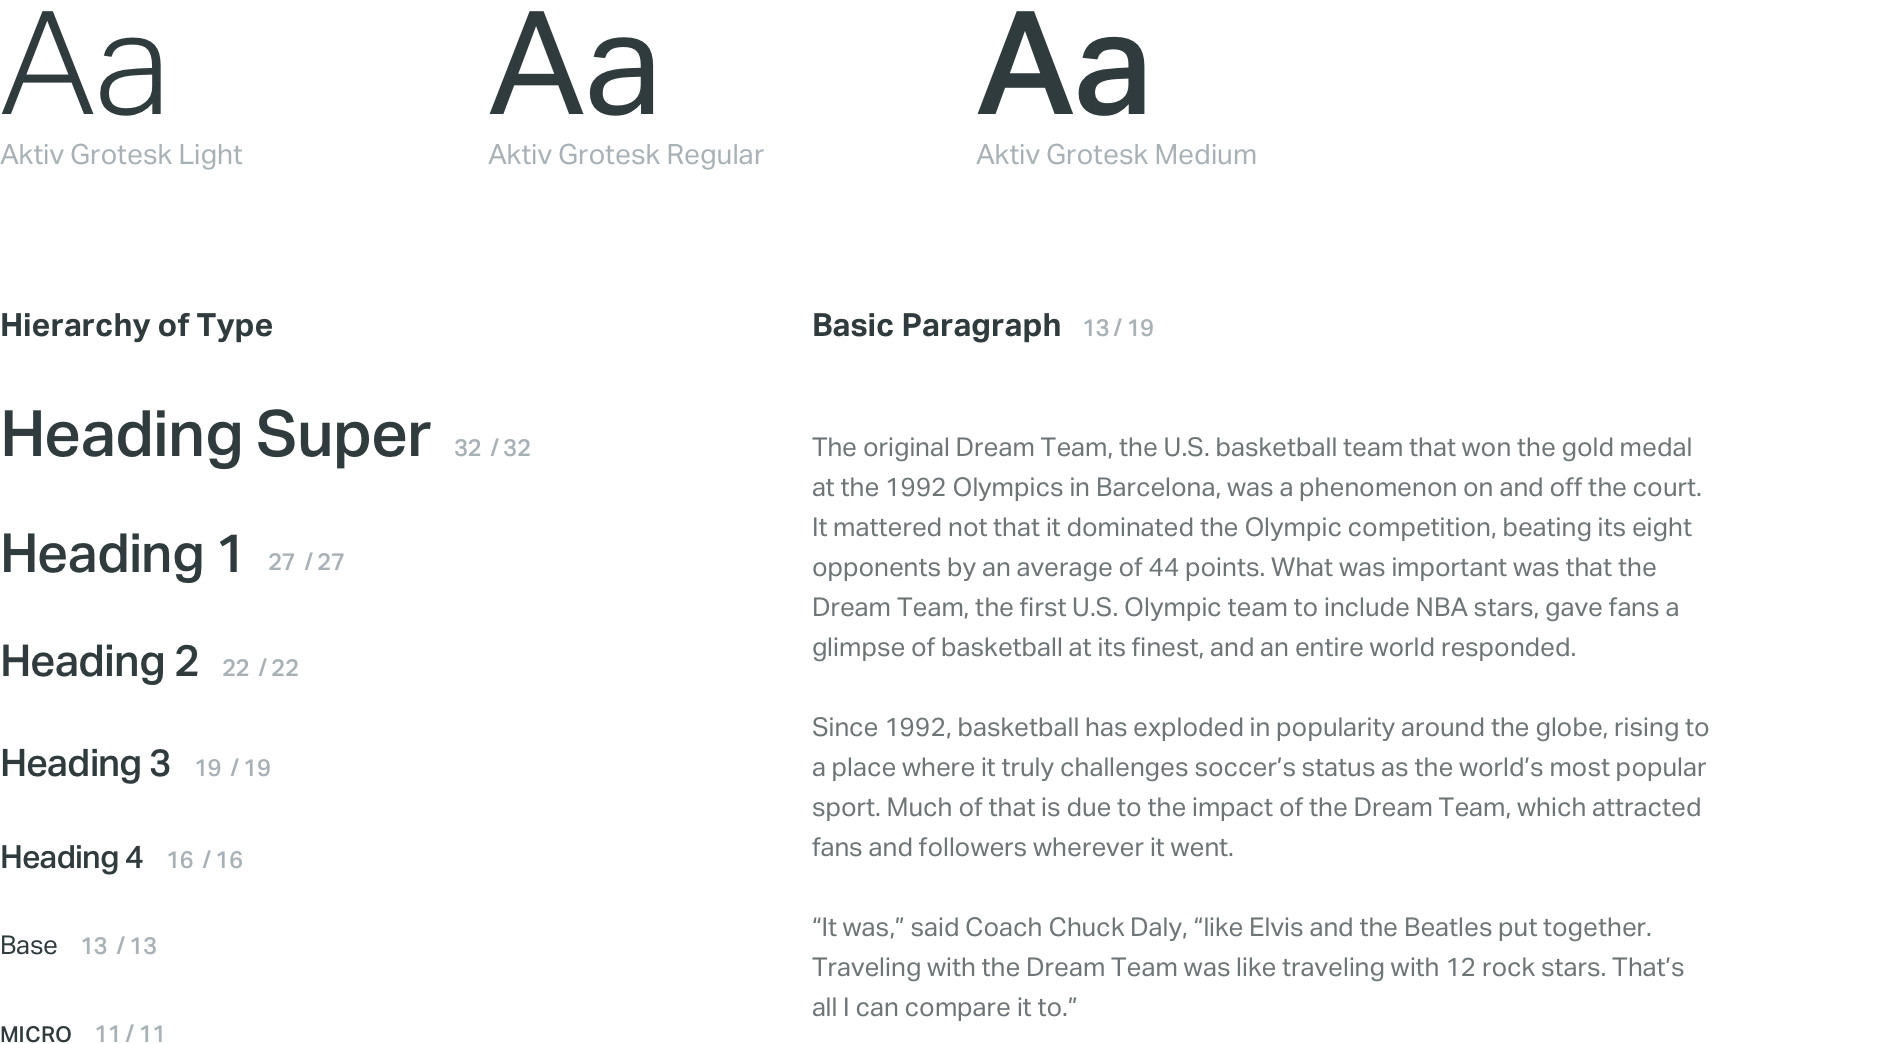 Aa Aa Aa
Aktiv Grotesk Light Aktiv Grotesk Regular Aktiv Grotesk Medium
Hierarchy of Type
Heading Super 32 / 32
Heading 1 27 / 27
Heading 2 22 / 22
Heading 3 19 / 19
Heading 4 16 / 16
Base 13 / 13
MICRO 11 / 11
Basic Paragraph 13 / 19
The original Dream Team, the U.S. basketball team that won the gold medal
at the 1992 Olympics in Barcelona, was a phenomenon on and off the court.
It mattered not that it dominated the Olympic competition, beating its eight
opponents by an average of 44 points. What was important was that the
Dream Team, the first U.S. Olympic team to include NBA stars, gave fans a
glimpse of basketball at its finest, and an entire world responded.
Since 1992, basketball has exploded in popularity around the globe, rising to
a place where it truly challenges soccer’s status as the world’s most popular
sport. Much of that is due to the impact of the Dream Team, which attracted
fans and followers wherever it went.
“It was,” said Coach Chuck Daly, “like Elvis and the Beatles put together.
Traveling with the Dream Team was like traveling with 12 rock stars. That’s
all I can compare it to.”